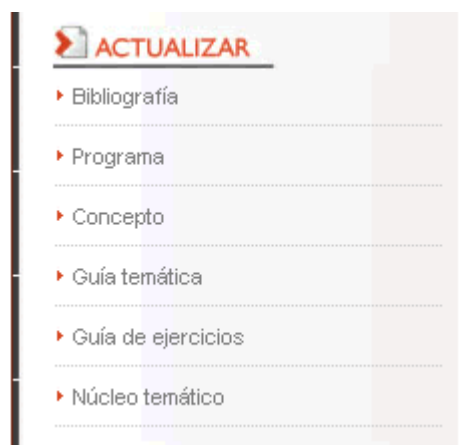 ACTUALIZAR
Bibliografía
Programa
Concepto
Guía temática
Guía de ejercicios
Núcleo temático